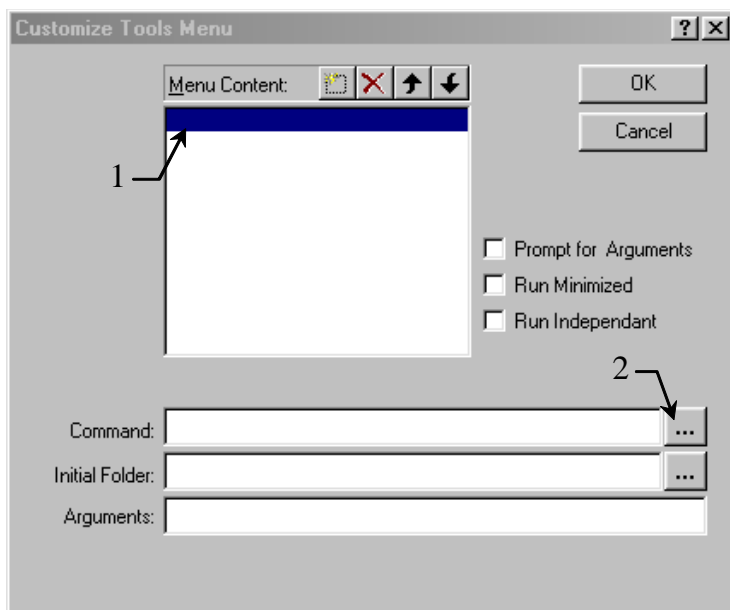 Customize Tools Menu
Menu Content:
OK
Cancel
1
Prompt for Arguments
Run Minimized
Run Independant
2
Command:
...
Initial Folder:
...
Arguments: